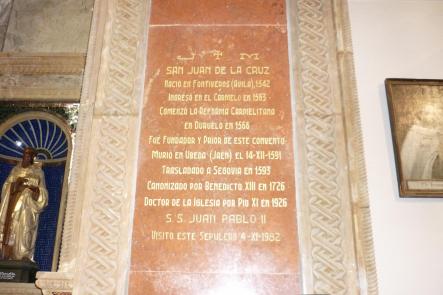 J † M
SAN JUAN DE LA CRUZ
NACIO EN FONTIVEROS (AVILA) 1542
INGRESÓ EN EL CARMELO EN 1563
COMENZÓ LA REFORMA CARMELITANA
EN DURUELO EN 1568
FUÉ FUNDADOR Y PRIOR DE ESTE CONVENTO
MURIO EN UBEDA (JAEN) EL 14-XII-1591
TRASLADADO A SEGOVIA EN 1593
CANONIZADO POR BENEDICTO XIII EN 1726
DOCTOR DE LA IGLESIA POR PIO XI EN 1926
S. S. JUAN PABLO II
VISITO ESTE SEPULCRO 4-XI-1982